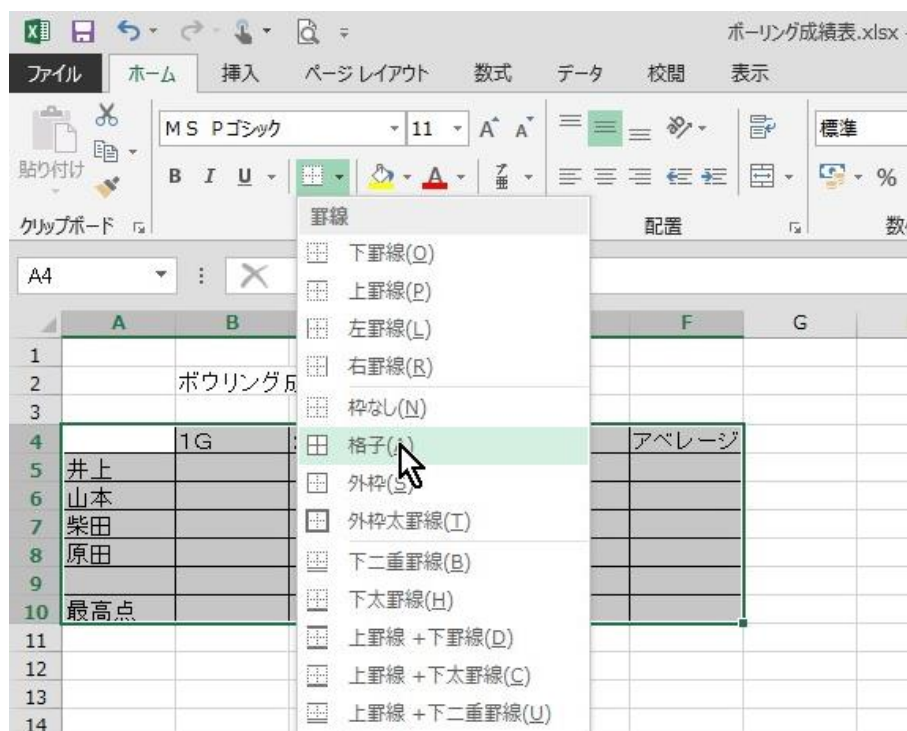 ボーリング成績表.xlsx -
ファイル ホーム 挿入 ページ レイアウト 数式 データ 校閲 表示
ＭＳ Ｐゴシック 11 A A 標準
貼り付け B I U A ア 亜 %
クリップボード 配置
A4
罫線
下罫線(O)
上罫線(P)
左罫線(L)
右罫線(R)
枠なし(N)
格子(A)
外枠(S)
外枠太罫線(T)
下二重罫線(B)
下太罫線(H)
上罫線 +下罫線(D)
上罫線 +下太罫線(C)
上罫線 +下二重罫線(U)
A B F G
1
2 ボウリング成
3
4 1G アベレージ
5 井上
6 山本
7 柴田
8 原田
9
10 最高点
11
12
13
14